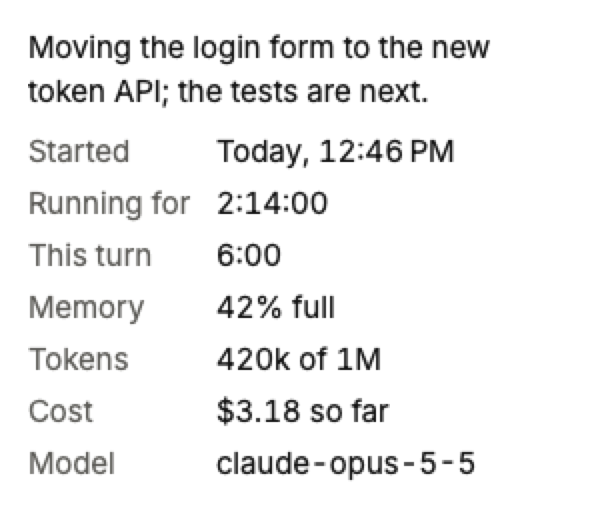 Moving the login form to the new
token API; the tests are next.
Started Today, 12:46 PM
Running for 2:14:00
This turn 6:00
Memory 42% full
Tokens 420k of 1M
Cost $3.18 so far
Model claude-opus-5-5